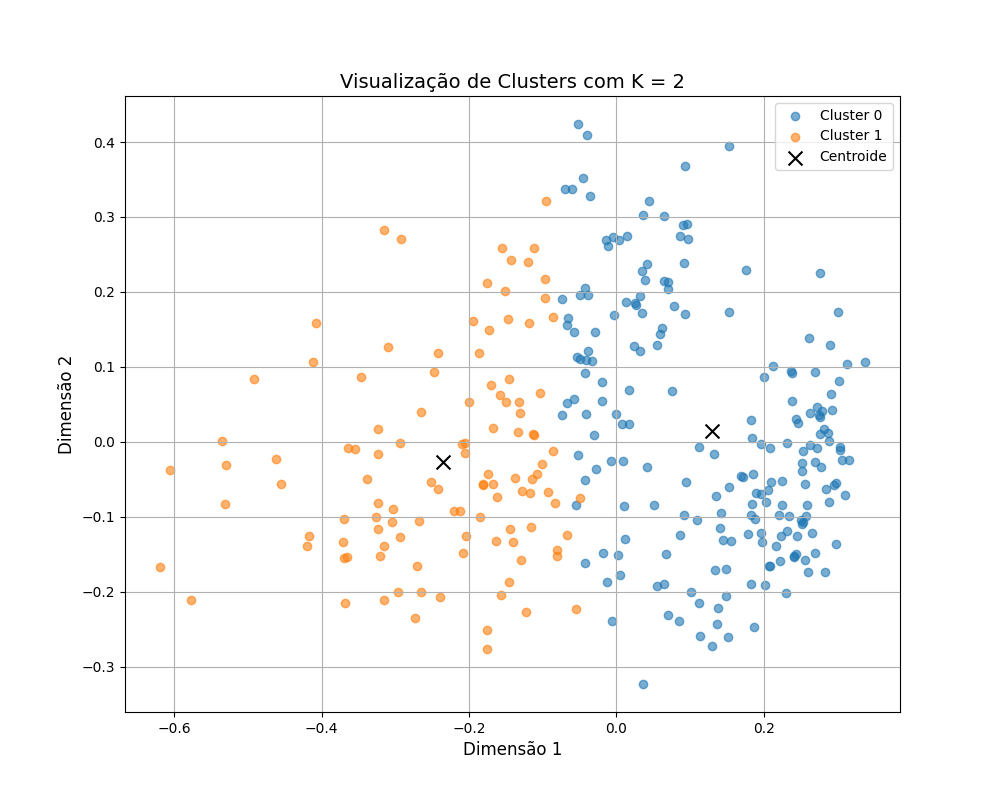 Visualização de Clusters com K = 2
Cluster 0
Cluster 1
Centroide
0.4
0.3
0.2
0.1
0.0
−0.1
−0.2
−0.3
Dimensão 2
−0.6
−0.4
−0.2
0.0
0.2
Dimensão 1